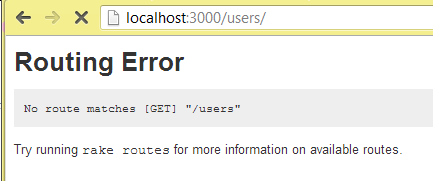 localhost:3000/users/
Routing Error
No route matches [GET] "/users"
Try running rake routes for more information on available routes.